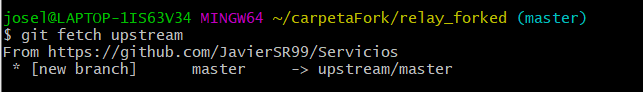 josel@LAPTOP-1IS63V34 MINGW64 ~/carpetaFork/relay_forked (master)
$ git fetch upstream
From https://github.com/JavierSR99/Servicios
 * [new branch]      master     -> upstream/master